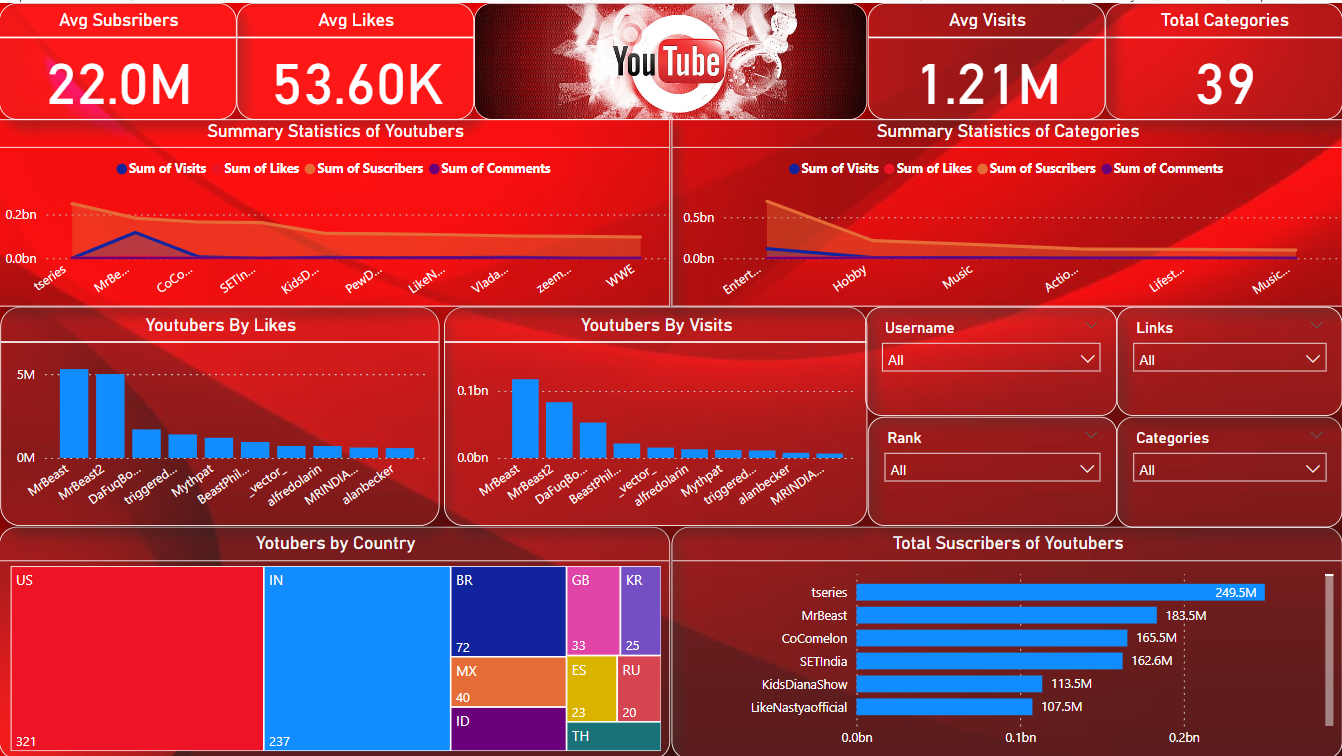 Avg Subsribers
22.0M
Avg Likes
53.60K
YouTube
Avg Visits
1.21M
Total Categories
39
Summary Statistics of Youtubers
Sum of Visits Sum of Likes Sum of Suscribers Sum of Comments
0.2bn
0.0bn
tseries
MrBe...
CoCo...
SETIn...
KidsD...
PewD...
LikeN...
Vlada...
zeem...
WWE
Summary Statistics of Categories
Sum of Visits Sum of Likes Sum of Suscribers Sum of Comments
0.5bn
0.0bn
Entert...
Hobby
Music
Actio...
Lifest...
Music...
Youtubers By Likes
5M
0M
MrBeast
MrBeast2
DaFuqBo...
triggered...
Mythpat
BeastPhil...
_vector_
alfredolarin
MRINDIA...
alanbecker
Youtubers By Visits
0.1bn
0.0bn
MrBeast
MrBeast2
DaFuqBo...
BeastPhil...
_vector_
alfredolarin
Mythpat
triggered...
alanbecker
MRINDIA...
Username
All
Links
All
Rank
All
Categories
All
Yotubers by Country
US
321
IN
237
BR
72
MX
40
ID
GB
33
KR
25
ES
23
RU
20
TH
Total Suscribers of Youtubers
tseries 249.5M
MrBeast 183.5M
CoComelon 165.5M
SETIndia 162.6M
KidsDianaShow 113.5M
LikeNastyaofficial 107.5M
0.0bn 0.1bn 0.2bn